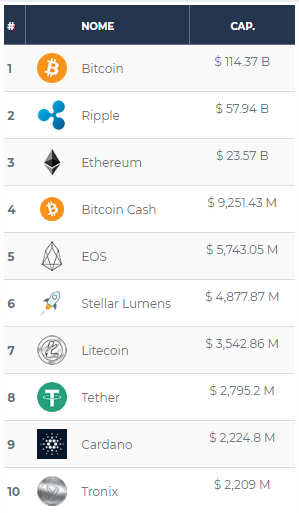 # NOME CAP.
1 Bitcoin $ 114.37 B
2 Ripple $ 57.94 B
3 Ethereum $ 23.57 B
4 Bitcoin Cash $ 9,251.43 M
5 EOS $ 5,743.05 M
6 Stellar Lumens $ 4,877.87 M
7 Litecoin $ 3,542.86 M
8 Tether $ 2,795.2 M
9 Cardano $ 2,224.8 M
10 Tronix $ 2,209 M